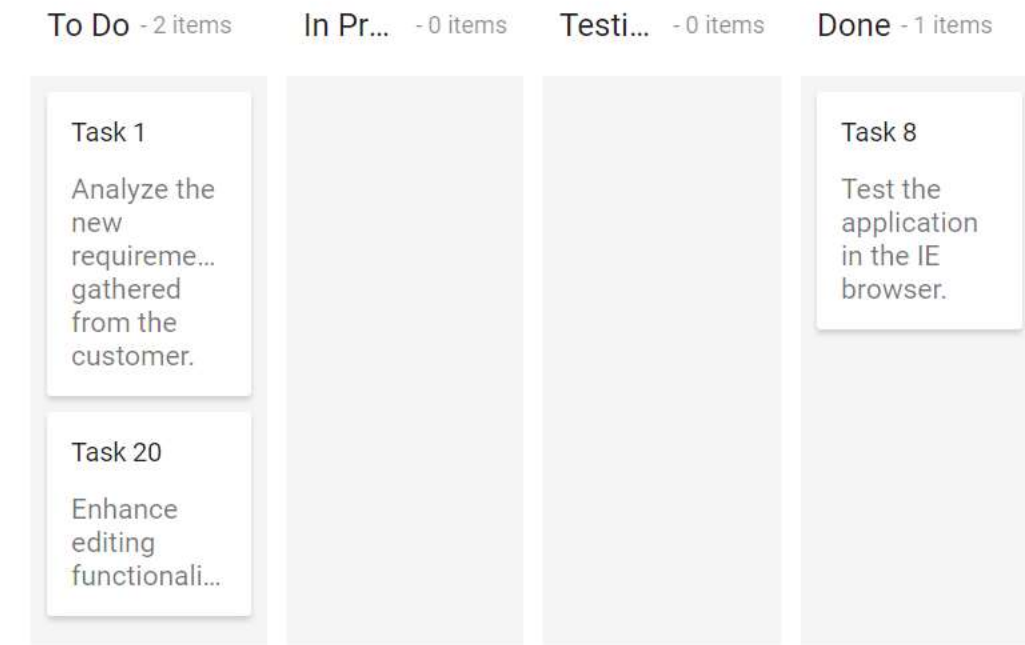 To Do - 2 items
In Pr... - 0 items
Testi... - 0 items
Done - 1 items
Task 1
Analyze the
new
requireme...
gathered
from the
customer.
Task 20
Enhance
editing
functionali...
Task 8
Test the
application
in the IE
browser.